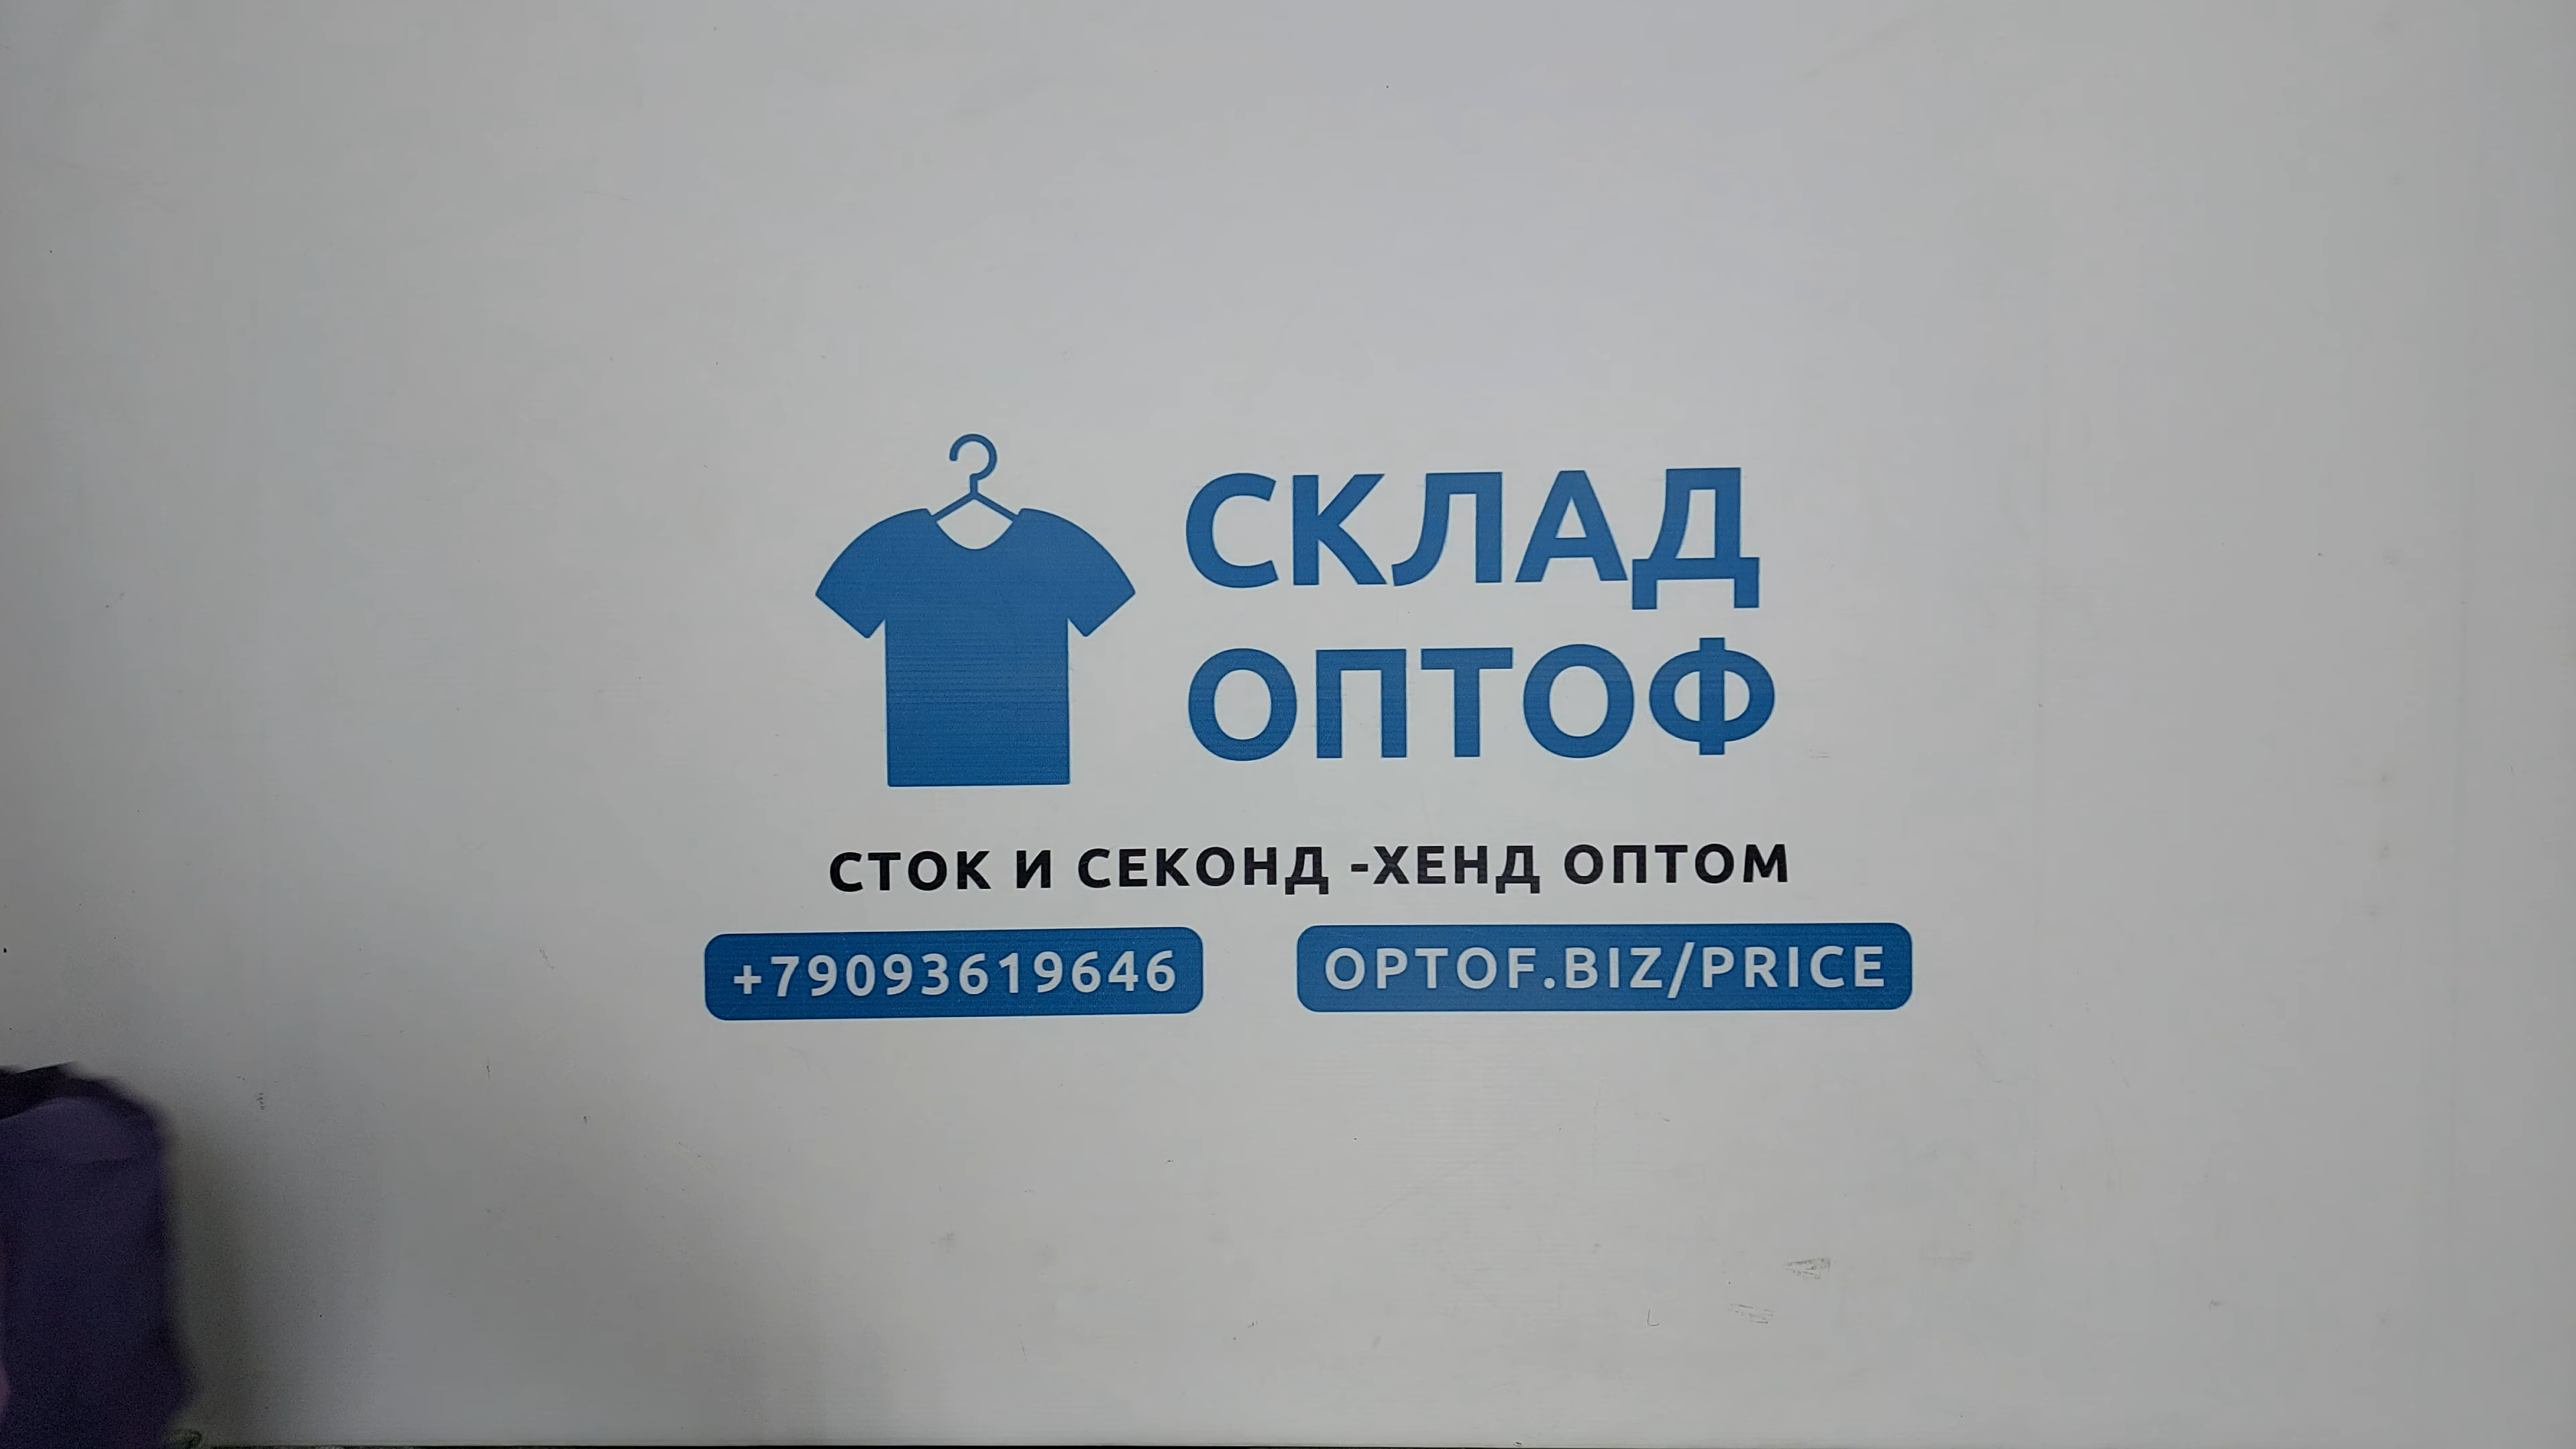 СКЛАД
ОПТОФ
СТОК И СЕКОНД -ХЕНД ОПТОМ
+79093619646
OPTOF.BIZ/PRICE